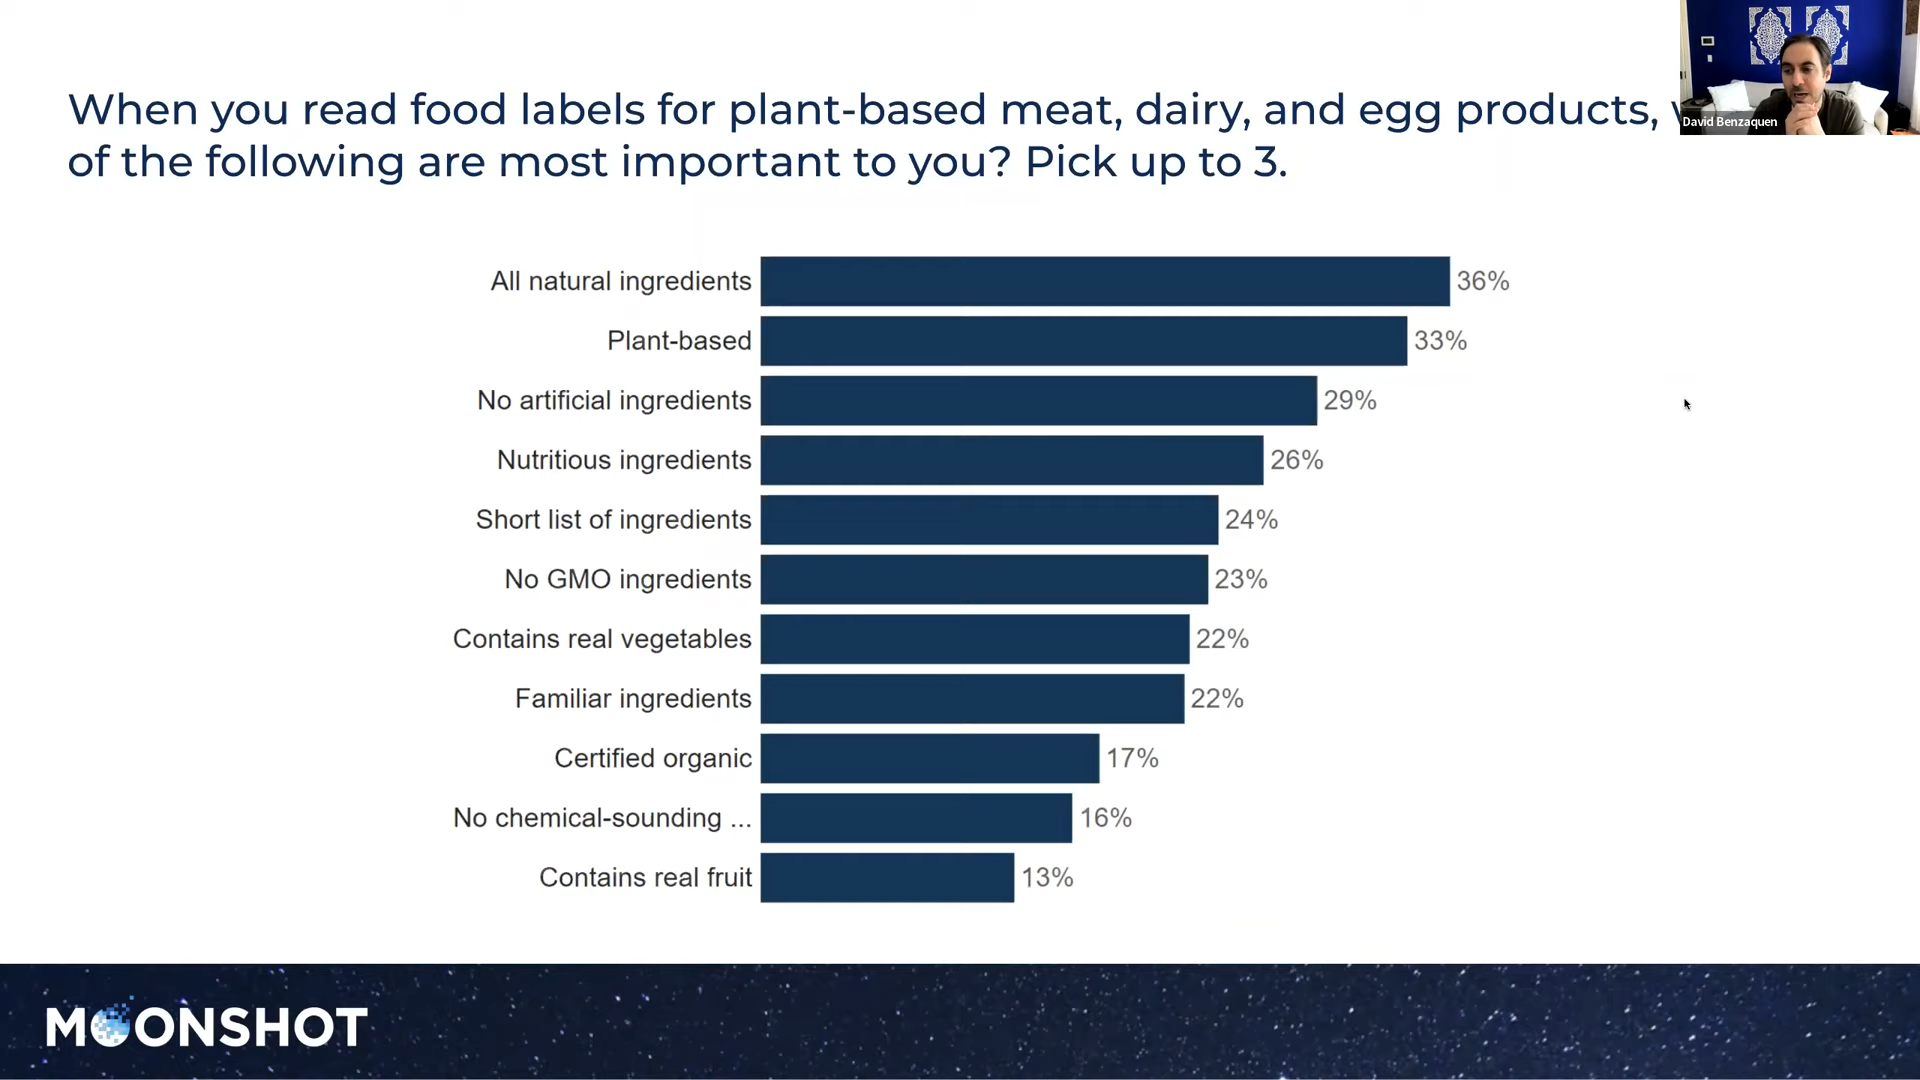 When you read food labels for plant-based meat, dairy, and egg products,
of the following are most important to you? Pick up to 3.
David Benzaquen
All natural ingredients 36%
Plant-based 33%
No artificial ingredients 29%
Nutritious ingredients 26%
Short list of ingredients 24%
No GMO ingredients 23%
Contains real vegetables 22%
Familiar ingredients 22%
Certified organic 17%
No chemical-sounding ... 16%
Contains real fruit 13%
MOONSHOT